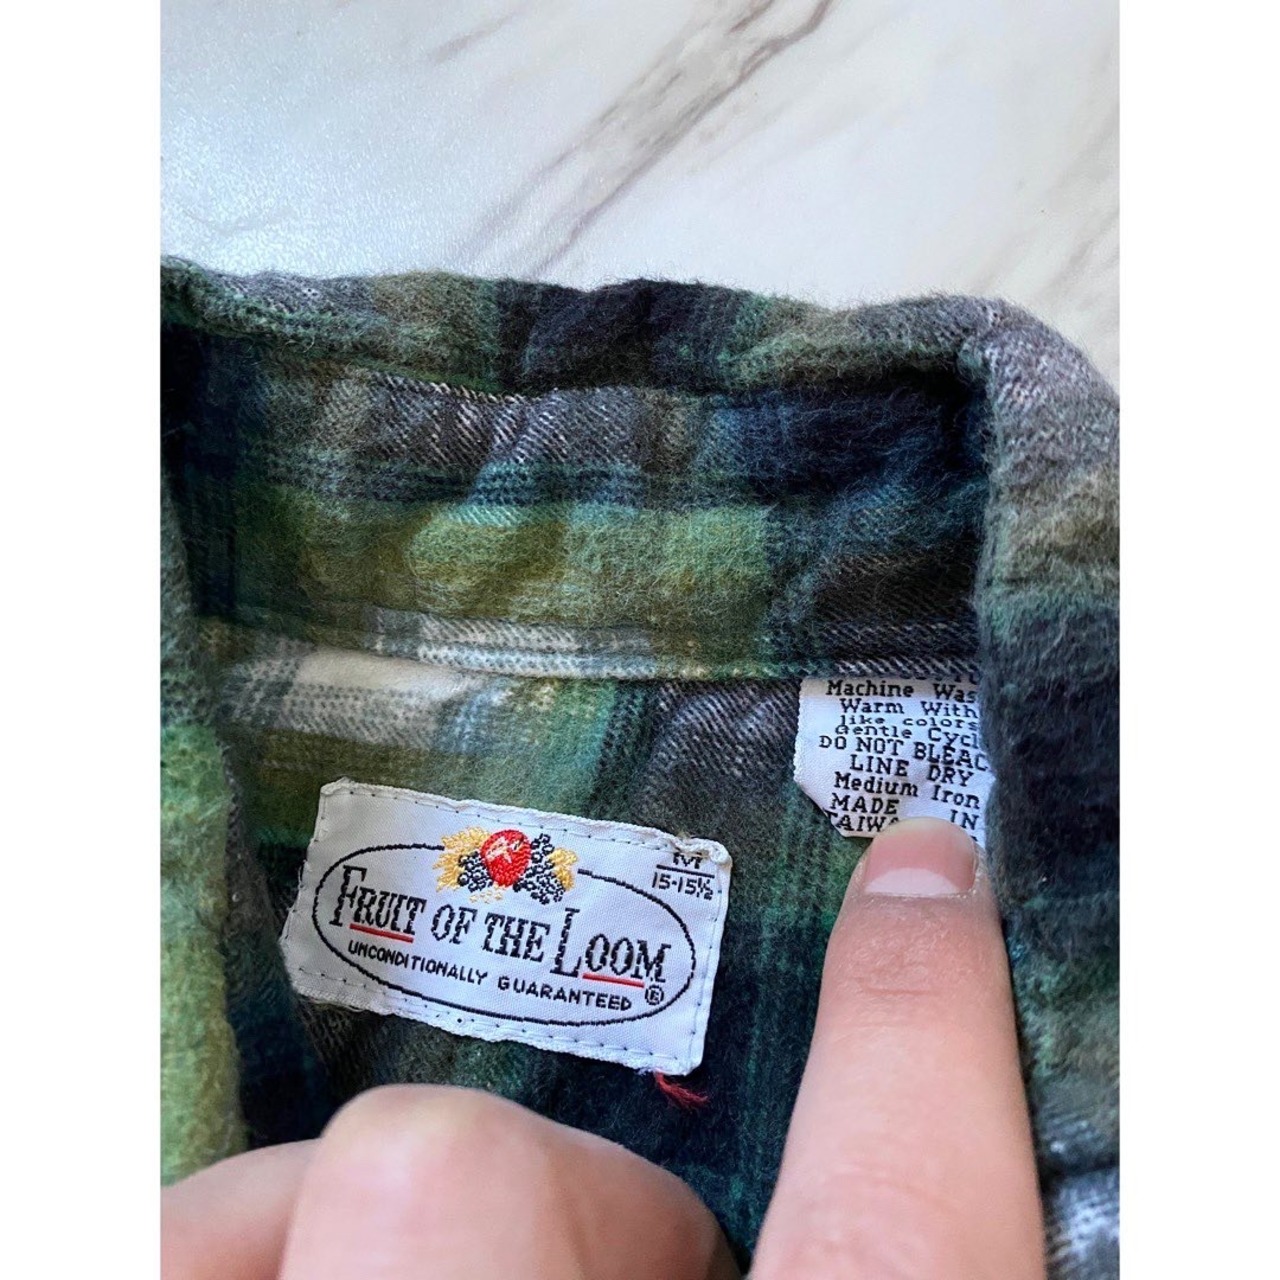 FRUIT OF THE LOOM
UNCONDITIONALLY GUARANTEED ®
M
15-15½
Machine Was
Warm With
like colors
Gentle Cycl
DO NOT BLEAC
LINE DRY
Medium Iron
MADE IN
TAIW